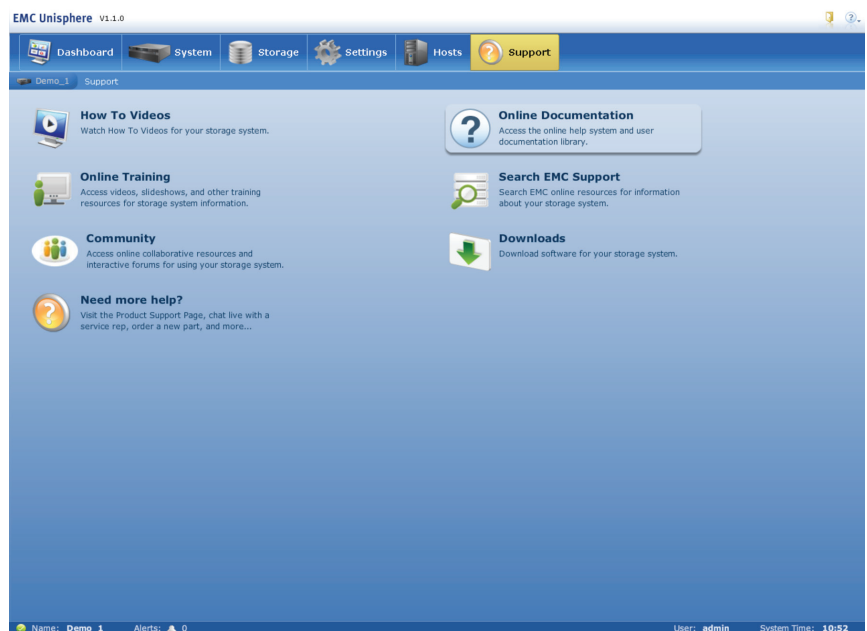 EMC Unisphere V1.1.0
Dashboard System Storage Settings Hosts Support
Demo_1 Support
How To Videos
Watch How To Videos for your storage system.
Online Documentation
Access the online help system and user
documentation library.
Online Training
Access videos, slideshows, and other training
resources for storage system information.
Search EMC Support
Search EMC online resources for information
about your storage system.
Community
Access online collaborative resources and
interactive forums for using your storage system.
Downloads
Download software for your storage system.
Need more help?
Visit the Product Support Page, chat live with a
service rep, order a new part, and more...
Name: Demo_1 Alerts: 0 User: admin System Time: 10:52